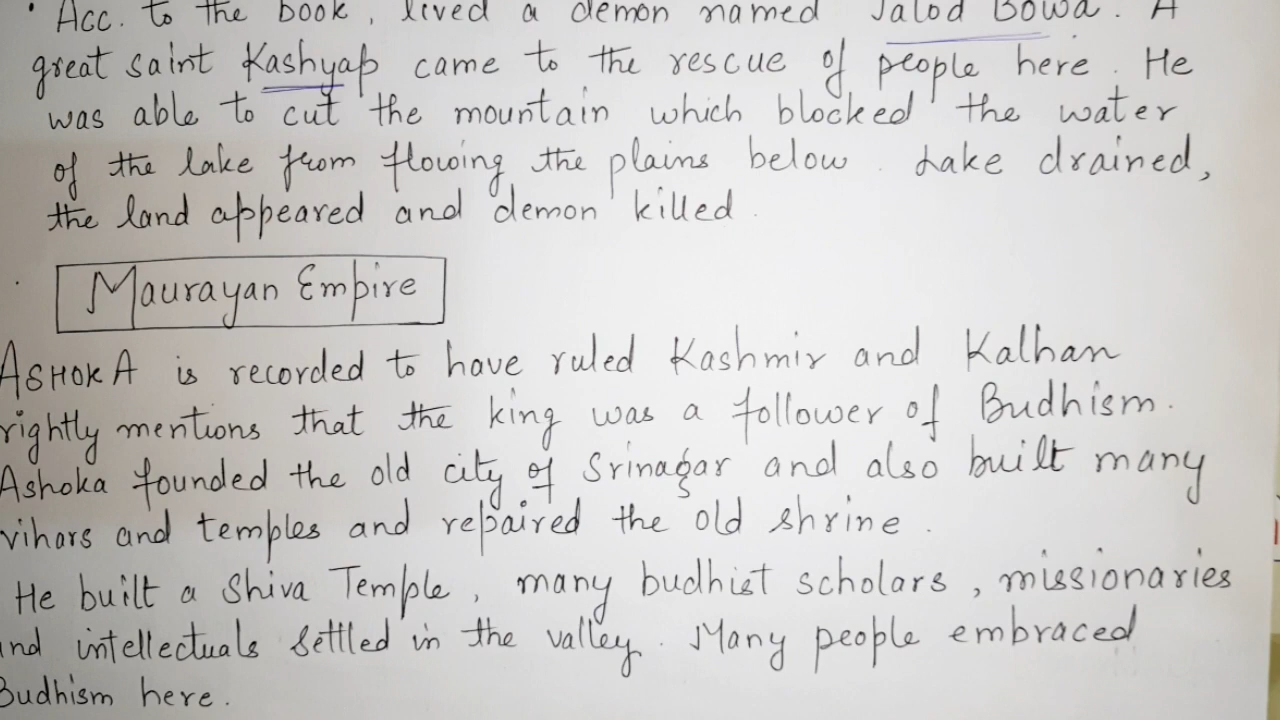 Acc. to the book, lived a demon named Jalod Bowa. A
great saint Kashyap came to the rescue of people here. He
was able to cut the mountain which blocked the water
of the lake from flowing the plains below. Lake drained,
the land appeared and demon killed.
Maurayan Empire
ASHOKA is recorded to have ruled Kashmir and Kalhan
rightly mentions that the king was a follower of Budhism.
Ashoka founded the old city of Srinagar and also built many
vihars and temples and repaired the old shrine.
He built a Shiva Temple, many budhist scholars, missionaries
and intellectuals settled in the valley. Many people embraced
Budhism here.